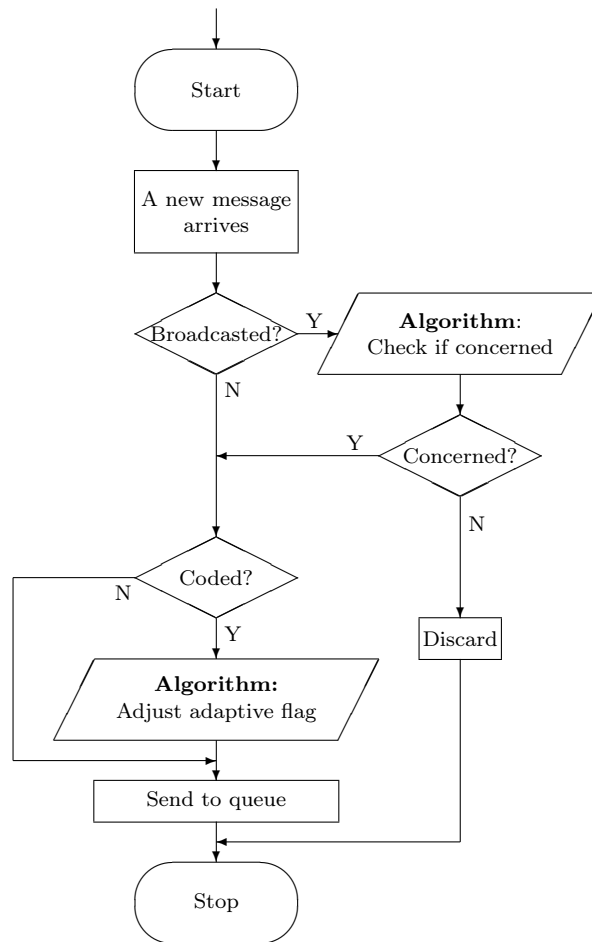 Start
A new message
arrives
Broadcasted?
Y
Algorithm:
Check if concerned
N
Y
Concerned?
N
Coded?
N
Y
Discard
Algorithm:
Adjust adaptive flag
Send to queue
Stop